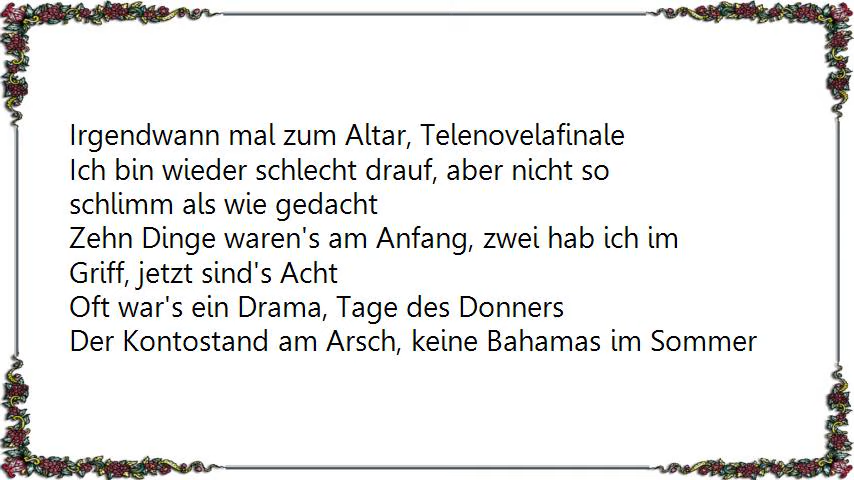 Irgendwann mal zum Altar, Telenovelafinale
Ich bin wieder schlecht drauf, aber nicht so
schlimm als wie gedacht
Zehn Dinge waren's am Anfang, zwei hab ich im
Griff, jetzt sind's Acht
Oft war's ein Drama, Tage des Donners
Der Kontostand am Arsch, keine Bahamas im Sommer